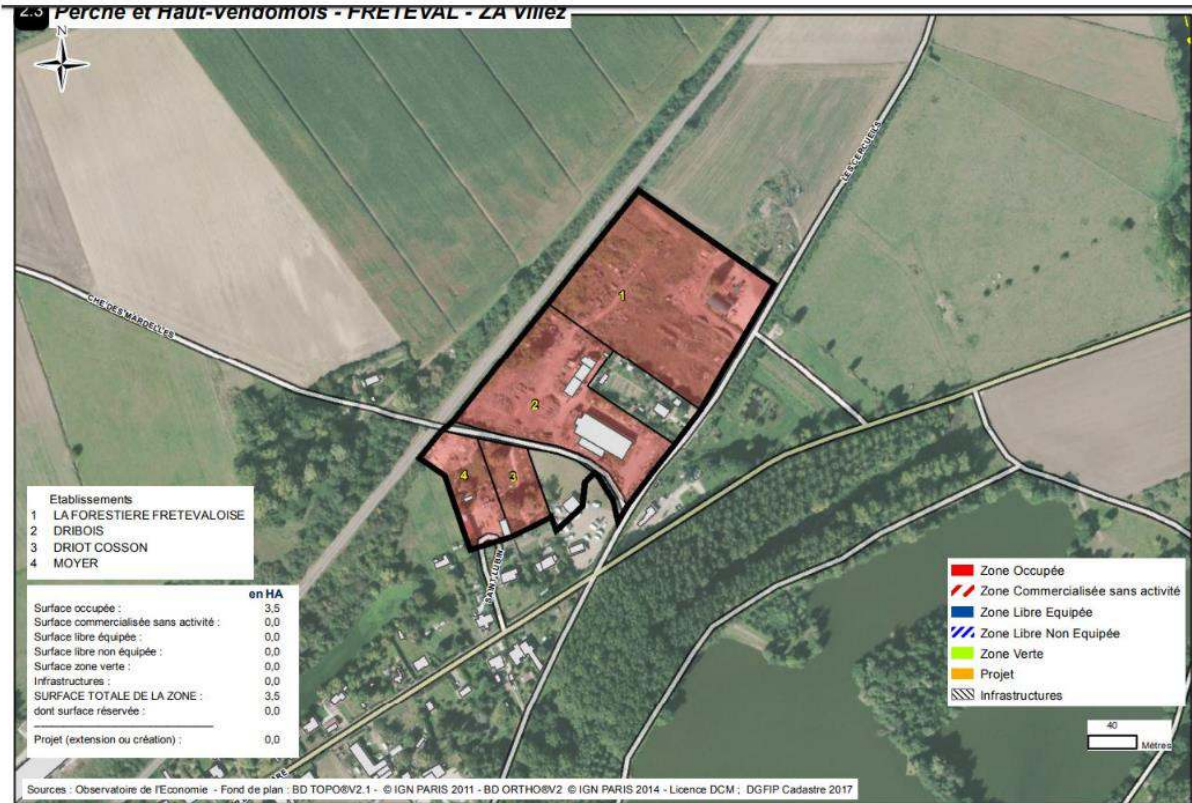 2.3 Perche et Haut-Vendômois - FRETEVAL - ZA Villez
N
LES CERCUEILS
CHE DES MARDELLES
1
2
4
3
SAINT LUBIN
Etablissements
1 LA FORESTIERE FRETEVALOISE
2 DRIBOIS
3 DRIOT COSSON
4 MOYER
en HA
Surface occupée : 3,5
Surface commercialisée sans activité : 0,0
Surface libre équipée : 0,0
Surface libre non équipée : 0,0
Surface zone verte : 0,0
Infrastructures : 0,0
SURFACE TOTALE DE LA ZONE : 3,5
dont surface réservée : 0,0
Projet (extension ou création) : 0,0
Zone Occupée
Zone Commercialisée sans activité
Zone Libre Equipée
Zone Libre Non Equipée
Zone Verte
Projet
Infrastructures
40
Mètres
Sources : Observatoire de l'Economie - Fond de plan : BD TOPO®V2.1 - © IGN PARIS 2011 - BD ORTHO®V2 © IGN PARIS 2014 - Licence DCM ; DGFIP Cadastre 2017